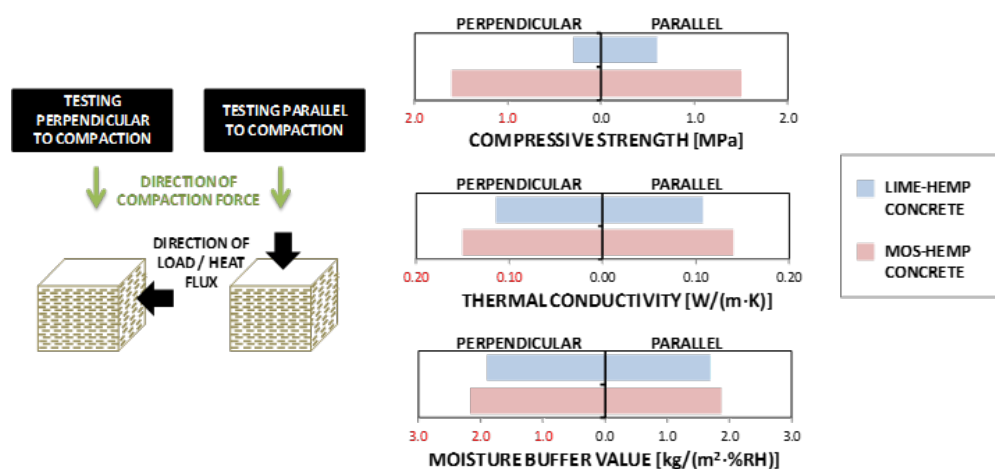 TESTING
PERPENDICULAR
TO COMPACTION
TESTING PARALLEL
TO COMPACTION
DIRECTION OF
COMPACTION FORCE
DIRECTION OF
LOAD / HEAT
FLUX
PERPENDICULAR PARALLEL
2.0 1.0 0.0 1.0 2.0
COMPRESSIVE STRENGTH [MPa]
PERPENDICULAR PARALLEL
0.20 0.10 0.00 0.10 0.20
THERMAL CONDUCTIVITY [W/(m·K)]
PERPENDICULAR PARALLEL
3.0 2.0 1.0 0.0 1.0 2.0 3.0
MOISTURE BUFFER VALUE [kg/(m²·%RH)]
LIME-HEMP
CONCRETE
MOS-HEMP
CONCRETE